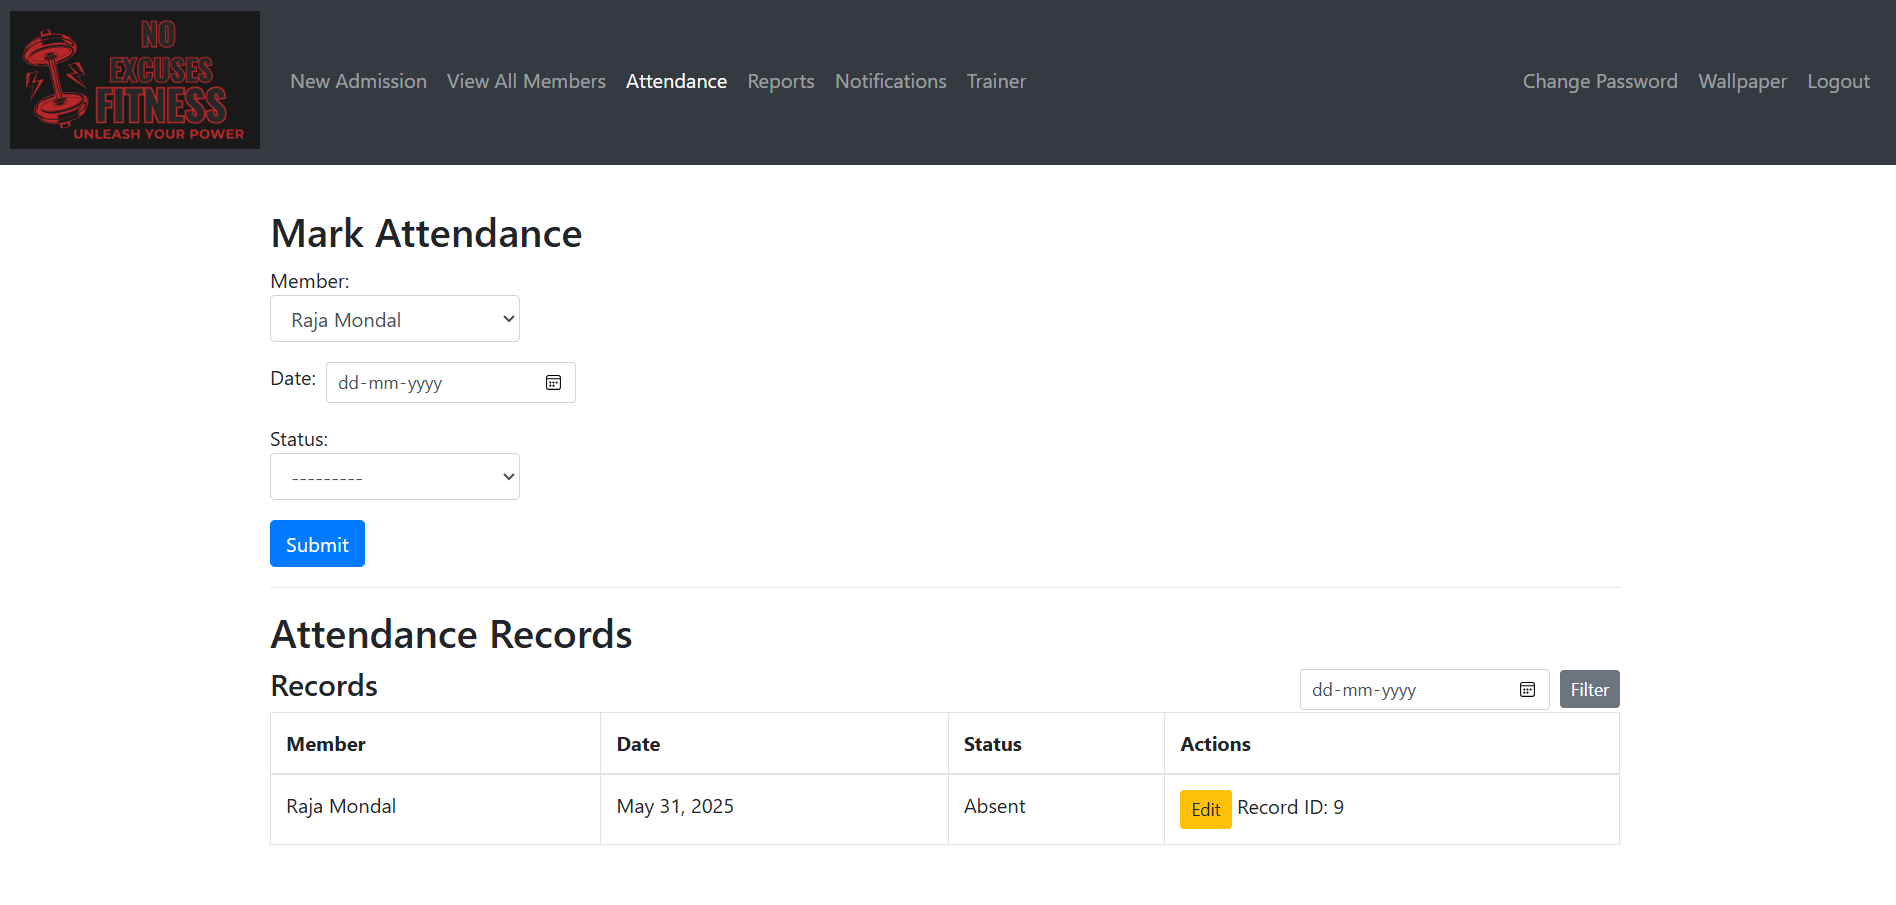 NO
EXCUSES
FITNESS
UNLEASH YOUR POWER
New Admission View All Members Attendance Reports Notifications Trainer Change Password Wallpaper Logout
Mark Attendance
Member:
Raja Mondal
Date: dd-mm-yyyy
Status:
---------
Submit
Attendance Records
Records dd-mm-yyyy Filter
Member Date Status Actions
Raja Mondal May 31, 2025 Absent Edit Record ID: 9